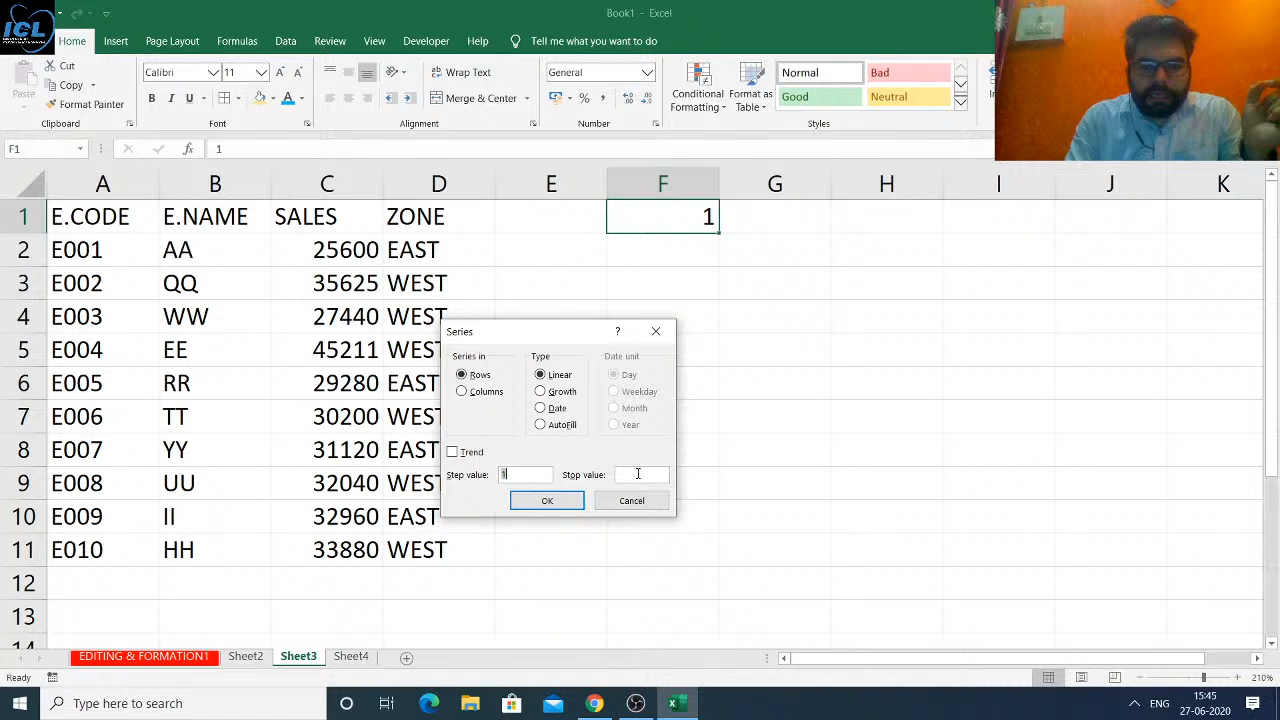 ICL
Book1 - Excel
Home Insert Page Layout Formulas Data Review View Developer Help Tell me what you want to do
Paste
Cut
Copy
Format Painter
Clipboard
Calibri 11
B I U
Font
Wrap Text
Merge & Center
Alignment
General
Number
Conditional Formatting
Format as Table
Normal Bad
Good Neutral
Styles
F1 fx 1
A B C D E F G H I J K
1 E.CODE E.NAME SALES ZONE 1
2 E001 AA 25600 EAST
3 E002 QQ 35625 WEST
4 E003 WW 27440 WEST
5 E004 EE 45211 WES
6 E005 RR 29280 EAST
7 E006 TT 30200 WES
8 E007 YY 31120 EAST
9 E008 UU 32040 WES
10 E009 II 32960 EAST
11 E010 HH 33880 WEST
12
13
14
Series ?
Series in Type Date unit
Rows Linear Day
Columns Growth Weekday
Date Month
AutoFill Year
Trend
Step value: 1 Stop value:
OK Cancel
EDITING & FORMATION1 Sheet2 Sheet3 Sheet4
Ready 210%
Type here to search
ENG 15:45
27-06-2020